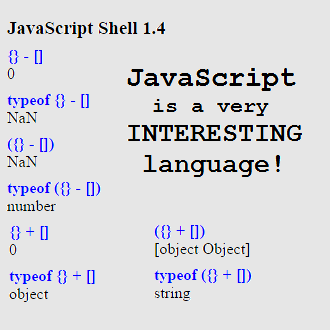 JavaScript Shell 1.4
{} - []
0
typeof {} - []
NaN
({} - [])
NaN
typeof ({} - [])
number
{} + []
0
typeof {} + []
object
JavaScript
is a very
INTERESTING
language!
({} + [])
[object Object]
typeof ({} + [])
string